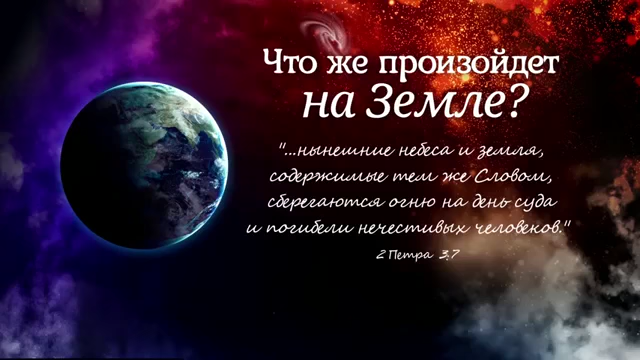 Что же произойдет
на Земле?
"...нынешние небеса и земля,
содержимые тем же Словом,
сберегаются огню на день суда
и погибели нечестивых человеков."
2 Петра 3:7